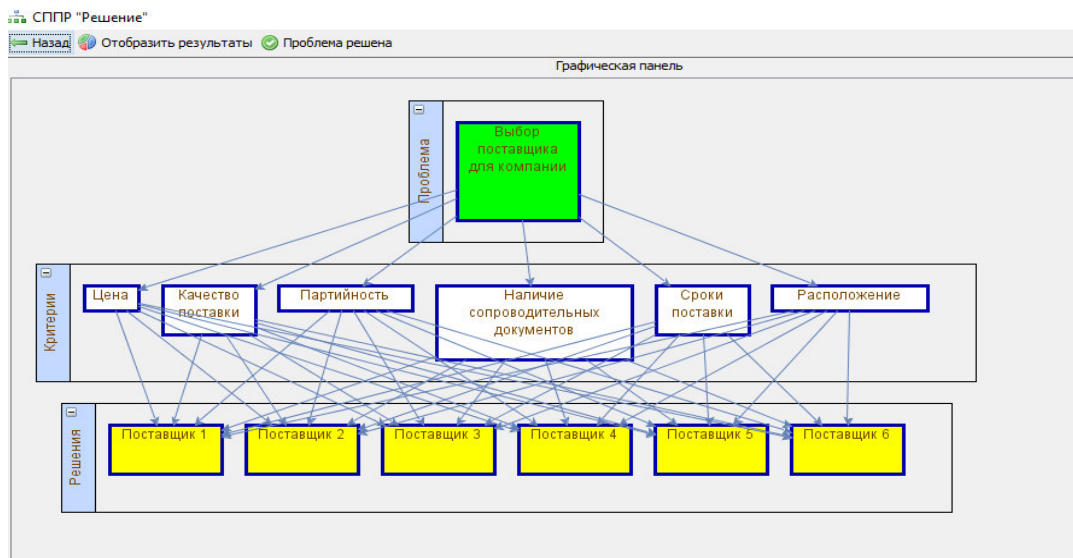 СППР "Решение"
Назад Отобразить результаты Проблема решена
Графическая панель
Проблема
Выбор
поставщика
для компании
Критерии
Цена
Качество
поставки
Партийность
Наличие
сопроводительных
документов
Сроки
поставки
Расположение
Решения
Поставщик 1
Поставщик 2
Поставщик 3
Поставщик 4
Поставщик 5
Поставщик 6